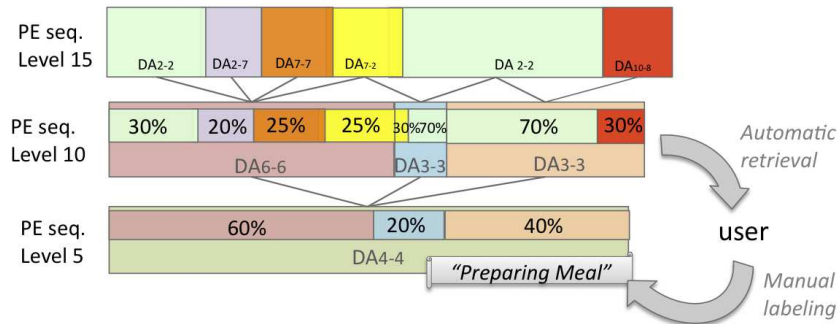 PE seq.
Level 15
DA2-2
DA2-7
DA7-7
DA7-2
DA 2-2
DA10-8
PE seq.
Level 10
30%
20%
25%
25%
30%
70%
70%
30%
DA6-6
DA3-3
DA3-3
Automatic
retrieval
PE seq.
Level 5
60%
20%
40%
DA4-4
user
“Preparing Meal”
Manual
labeling